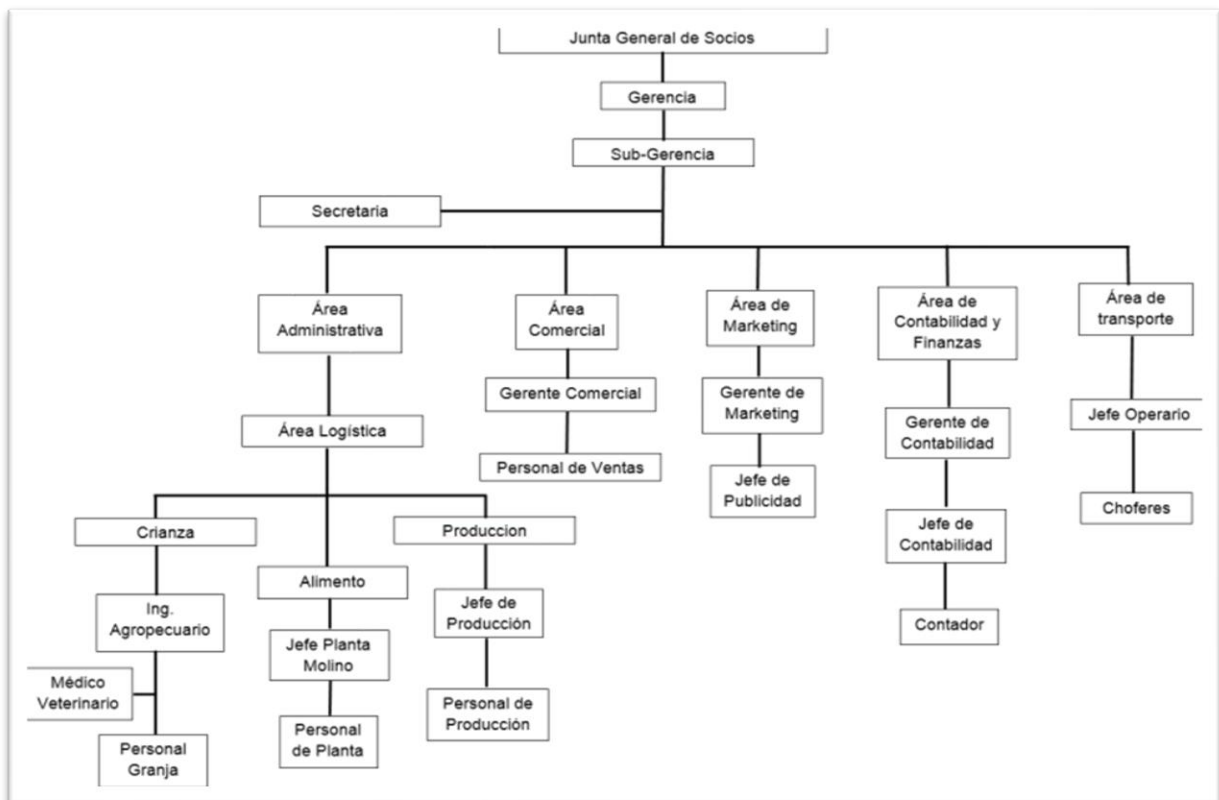 Junta General de Socios
Gerencia
Sub-Gerencia
Secretaria
Área
Administrativa
Área
Comercial
Área de
Marketing
Área de
Contabilidad y
Finanzas
Área de
transporte
Área Logística
Gerente Comercial
Personal de Ventas
Gerente de
Marketing
Jefe de
Publicidad
Gerente de
Contabilidad
Jefe de
Contabilidad
Contador
Jefe Operario
Choferes
Crianza
Ing.
Agropecuario
Médico
Veterinario
Personal
Granja
Alimento
Jefe Planta
Molino
Personal
de Planta
Produccion
Jefe de
Producción
Personal de
Producción